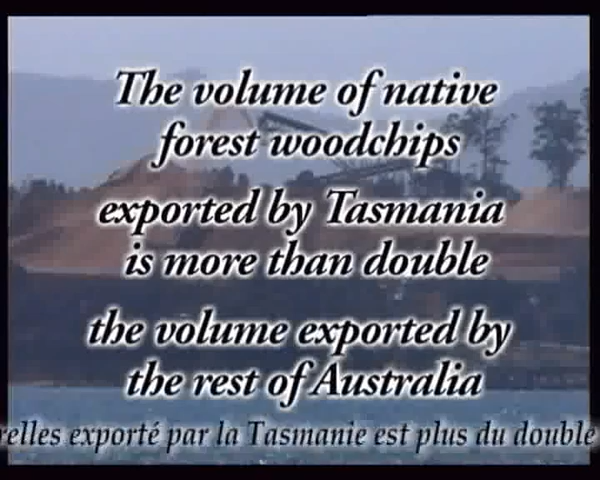 The volume of native
forest woodchips
exported by Tasmania
is more than double
the volume exported by
the rest of Australia
exporté par la Tasmanie est plus du double